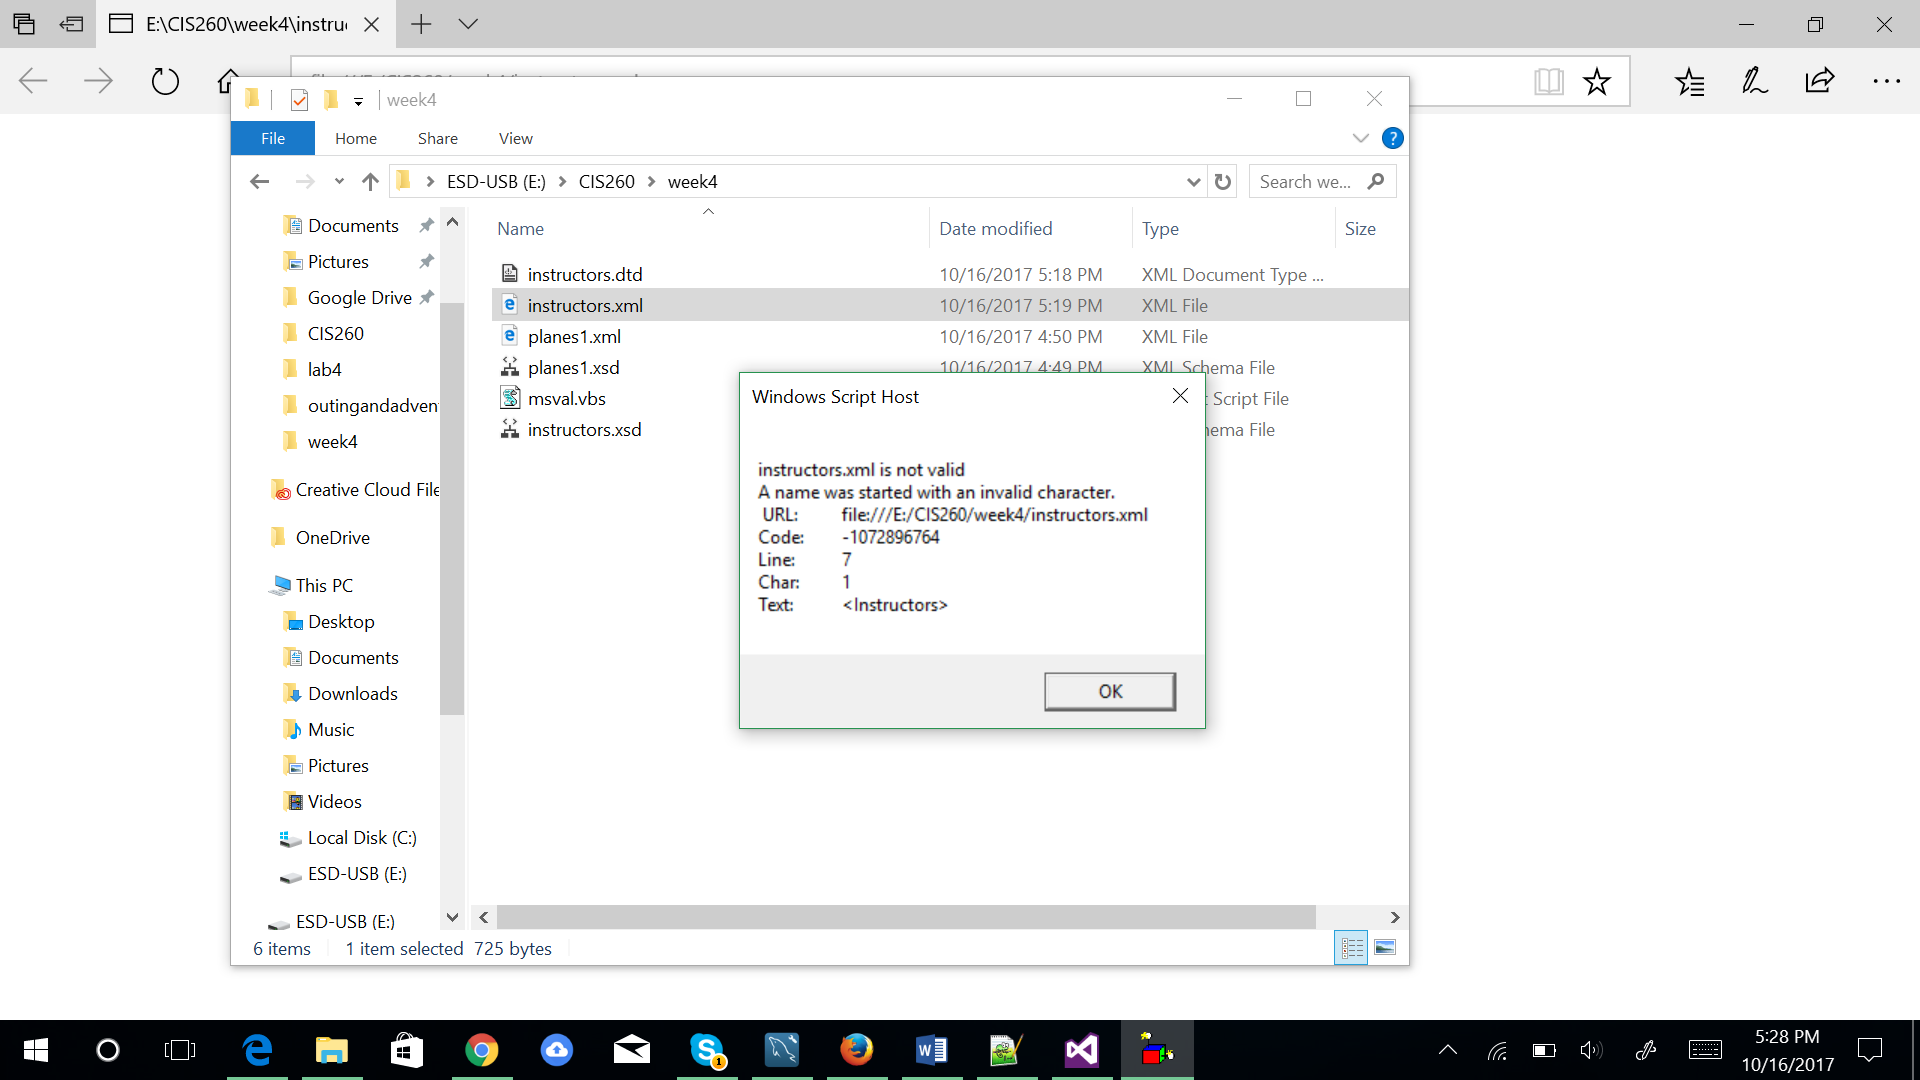 E:\CIS260\week4\instru
week4
File Home Share View
ESD-USB (E:) CIS260 week4
Search we...
Name Date modified Type Size
Documents
Pictures
Google Drive
CIS260
lab4
outingandadven
week4
Creative Cloud File
OneDrive
This PC
Desktop
Documents
Downloads
Music
Pictures
Videos
Local Disk (C:)
ESD-USB (E:)
ESD-USB (E:)
instructors.dtd 10/16/2017 5:18 PM XML Document Type ...
instructors.xml 10/16/2017 5:19 PM XML File
planes1.xml 10/16/2017 4:50 PM XML File
planes1.xsd 10/16/2017 4:49 PM XML Schema File
msval.vbs Script File
instructors.xsd ema File
Windows Script Host
instructors.xml is not valid
A name was started with an invalid character.
URL: file:///E:/CIS260/week4/instructors.xml
Code: -1072896764
Line: 7
Char: 1
Text: <Instructors>
OK
6 items 1 item selected 725 bytes
1
5:28 PM
10/16/2017